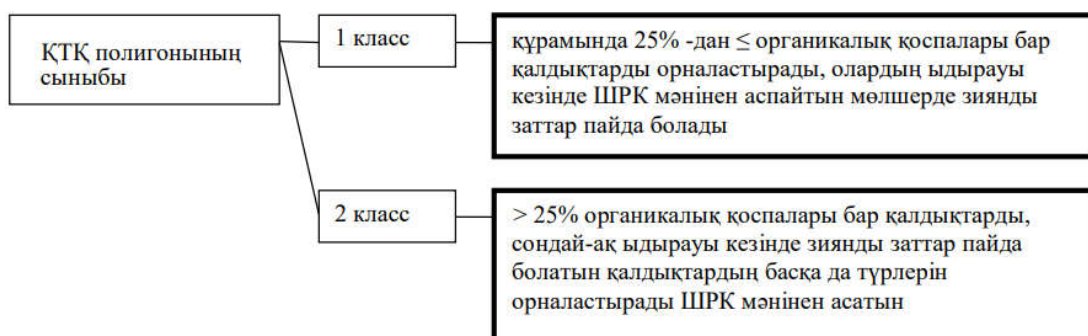 ҚТҚ полигонының
сыныбы
1 класс
құрамында 25% -дан ≤ органикалық қоспалары бар
қалдықтарды орналастырады, олардың ыдырауы
кезінде ШРК мәнінен аспайтын мөлшерде зиянды
заттар пайда болады
2 класс
> 25% органикалық қоспалары бар қалдықтарды,
сондай-ақ ыдырауы кезінде зиянды заттар пайда
болатын қалдықтардың басқа да түрлерін
орналастырады ШРК мәнінен асатын